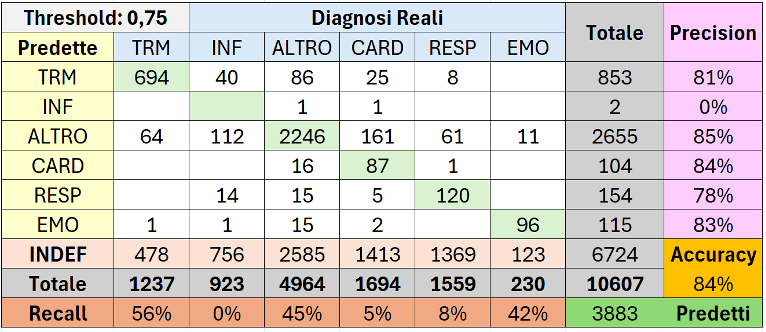 Threshold: 0,75 Diagnosi Reali Totale Precision
Predette TRM INF ALTRO CARD RESP EMO
TRM 694 40 86 25 8 853 81%
INF 1 1 2 0%
ALTRO 64 112 2246 161 61 11 2655 85%
CARD 16 87 1 104 84%
RESP 14 15 5 120 154 78%
EMO 1 1 15 2 96 115 83%
INDEF 478 756 2585 1413 1369 123 6724 Accuracy
Totale 1237 923 4964 1694 1559 230 10607 84%
Recall 56% 0% 45% 5% 8% 42% 3883 Predetti